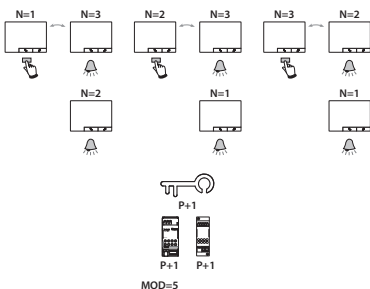 N=1 N=3 N=2 N=3 N=3 N=2
N=2 N=1 N=1
P+1
P+1 P+1
MOD=5